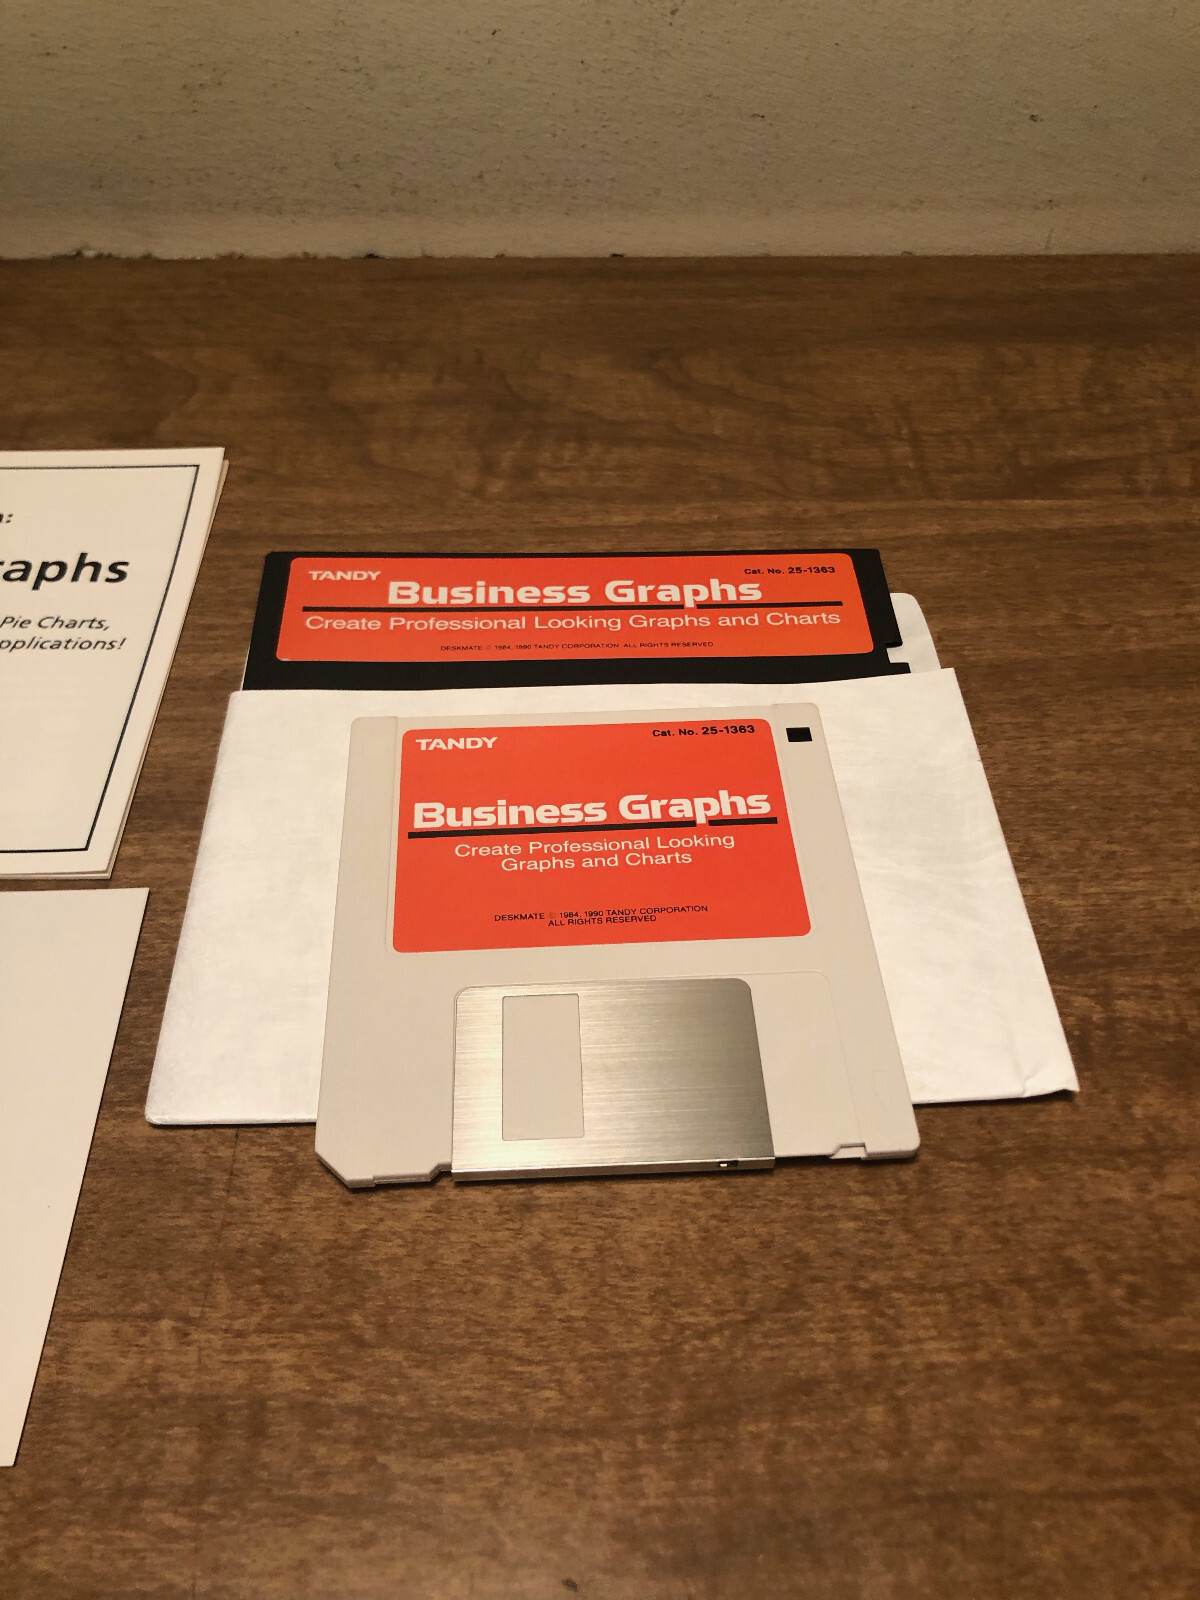 :
aphs
Pie Charts,
pplications!
TANDY
Cat. No. 25-1363
Business Graphs
Create Professional Looking Graphs and Charts
DESKMATE © 1984, 1990 TANDY CORPORATION ALL RIGHTS RESERVED
TANDY
Cat. No. 25-1363
Business Graphs
Create Professional Looking
Graphs and Charts
DESKMATE © 1984, 1990 TANDY CORPORATION
ALL RIGHTS RESERVED